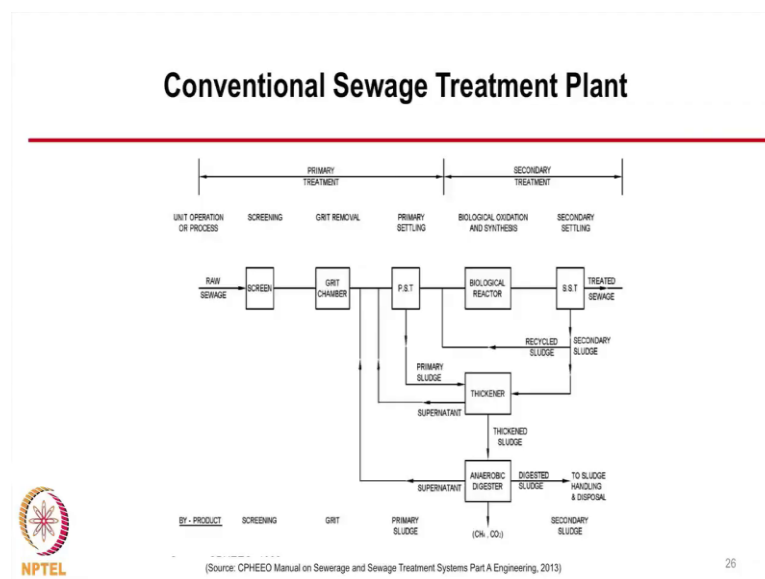 Conventional Sewage Treatment Plant
PRIMARY
TREATMENT
SECONDARY
TREATMENT
UNIT OPERATION
OR PROCESS
SCREENING
GRIT REMOVAL
PRIMARY
SETTLING
BIOLOGICAL OXIDATION
AND SYNTHESIS
SECONDARY
SETTLING
RAW
SEWAGE
SCREEN
GRIT
CHAMBER
P.S.T
BIOLOGICAL
REACTOR
S.S.T
TREATED
SEWAGE
RECYCLED
SLUDGE
SECONDARY
SLUDGE
PRIMARY
SLUDGE
THICKENER
SUPERNATANT
THICKENED
SLUDGE
ANAEROBIC
DIGESTER
SUPERNATANT
DIGESTED
SLUDGE
TO SLUDGE
HANDLING
& DISPOSAL
(CH₄ , CO₂)
BY - PRODUCT
SCREENING
GRIT
PRIMARY
SLUDGE
SECONDARY
SLUDGE
(Source: CPHEEO Manual on Sewerage and Sewage Treatment Systems Part A Engineering, 2013)
26
NPTEL